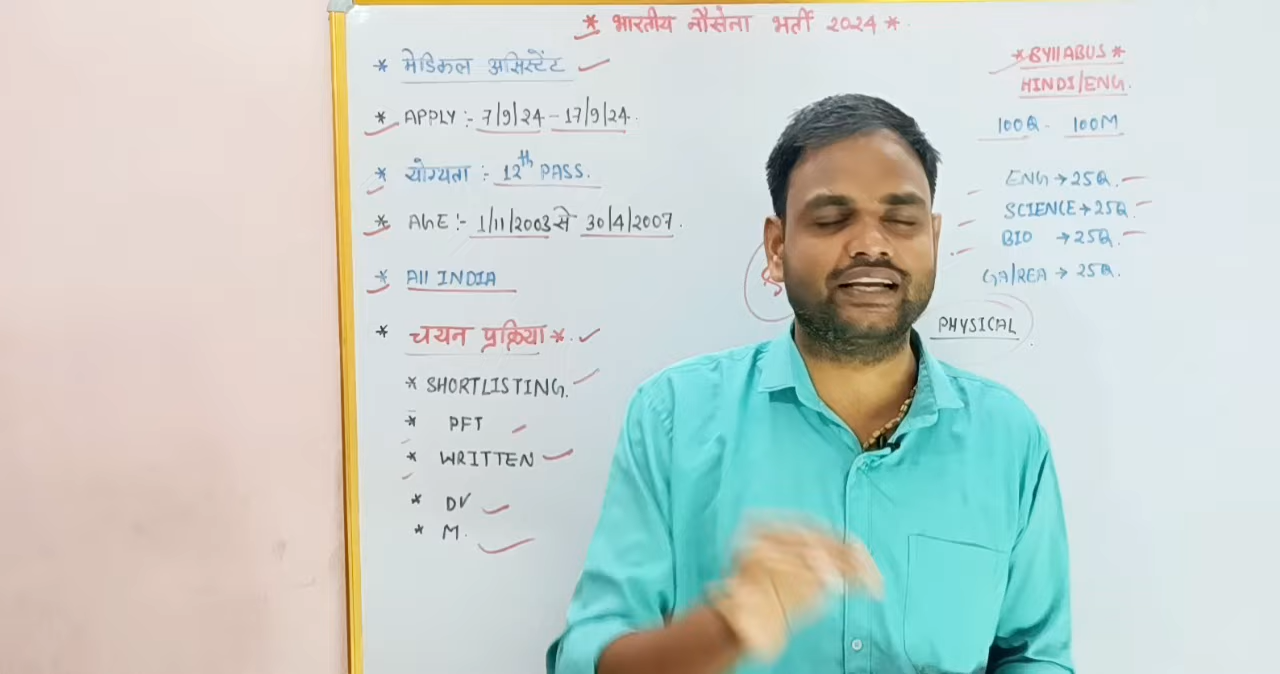 * भारतीय नौसेना भर्ती 2024 *
* मेडिकल असिस्टेंट
* APPLY :- 7/9/24 - 17/9/24.
* योग्यता :- 12th PASS.
* AGE :- 1/11/2003 से 30/4/2007.
* All INDIA
* चयन प्रक्रिया *
* SHORTLISTING.
* PFT
* WRITTEN
* DV
* M.
* SYllABUS *
HINDI/ENG.
100Q - 100M
ENG → 25Q.
SCIENCE → 25Q.
BIO → 25Q.
GA/REA → 25Q.
PHYSICAL